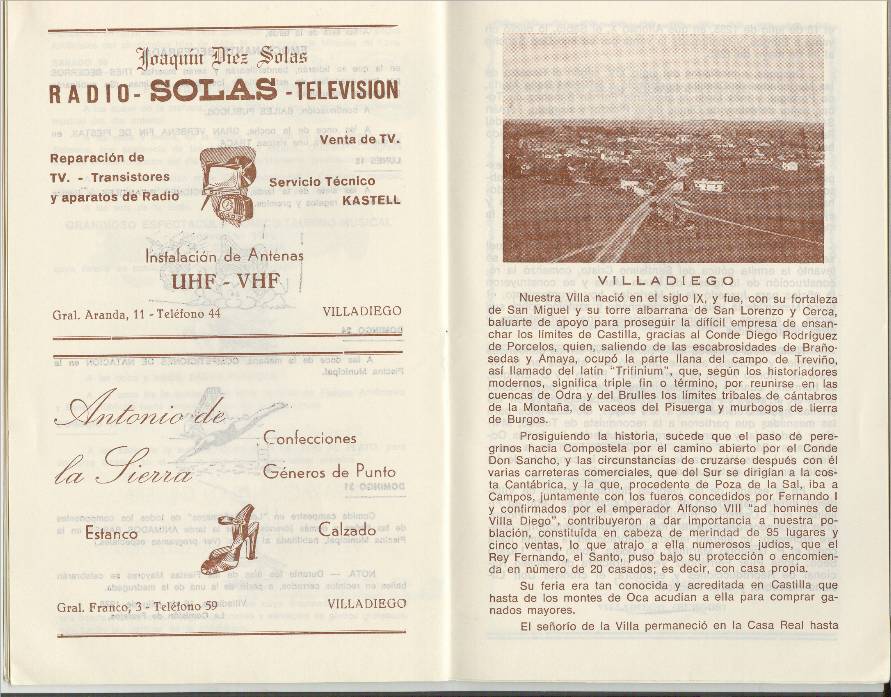 Joaquín Díez Solas
RADIO - SOLAS - TELEVISION
Venta de TV.
Reparación de
TV. - Transistores
y aparatos de Radio
Servicio Técnico
KASTELL
Instalación de Antenas
UHF - VHF
Gral. Aranda, 11 - Teléfono 44
VILLADIEGO
Antonio de
la Sierra
Confecciones
Géneros de Punto
Estanco
Calzado
Gral. Franco, 3 - Teléfono 59
VILLADIEGO
VILLADIEGO
Nuestra Villa nació en el siglo IX, y fue, con su fortaleza
de San Miguel y su torre albarrana de San Lorenzo y Cerca,
baluarte de apoyo para proseguir la difícil empresa de ensan-
char los límites de Castilla, gracias al Conde Diego Rodríguez
de Porcelos, quien, saliendo de las escabrosidades de Braño-
sedas y Amaya, ocupó la parte llana del campo de Treviño,
así llamado del latín "Trifinium", que, según los historiadores
modernos, significa triple fin o término, por reunirse en las
cuencas de Odra y del Brulles los límites tribales de cántabros
de la Montaña, de vaceos del Pisuerga y murbogos de tierra
de Burgos.
Prosiguiendo la historia, sucede que el paso de pere-
grinos hacia Compostela por el camino abierto por el Conde
Don Sancho, y las circunstancias de cruzarse después con él
varias carreteras comerciales, que del Sur se dirigían a la cos-
ta Cantábrica, y la que, procedente de Poza de la Sal, iba a
Campos, juntamente con los fueros concedidos por Fernando I
y confirmados por el emperador Alfonso VIII "ad homines de
Villa Diego", contribuyeron a dar importancia a nuestra po-
blación, constituída en cabeza de merindad de 95 lugares y
cinco ventas, lo que atrajo a ella numerosos judíos, que el
Rey Fernando, el Santo, puso bajo su protección o encomien-
da en número de 20 casados; es decir, con casa propia.
Su feria era tan conocida y acreditada en Castilla que
hasta de los montes de Oca acudían a ella para comprar ga-
nados mayores.
El señorío de la Villa permaneció en la Casa Real hasta